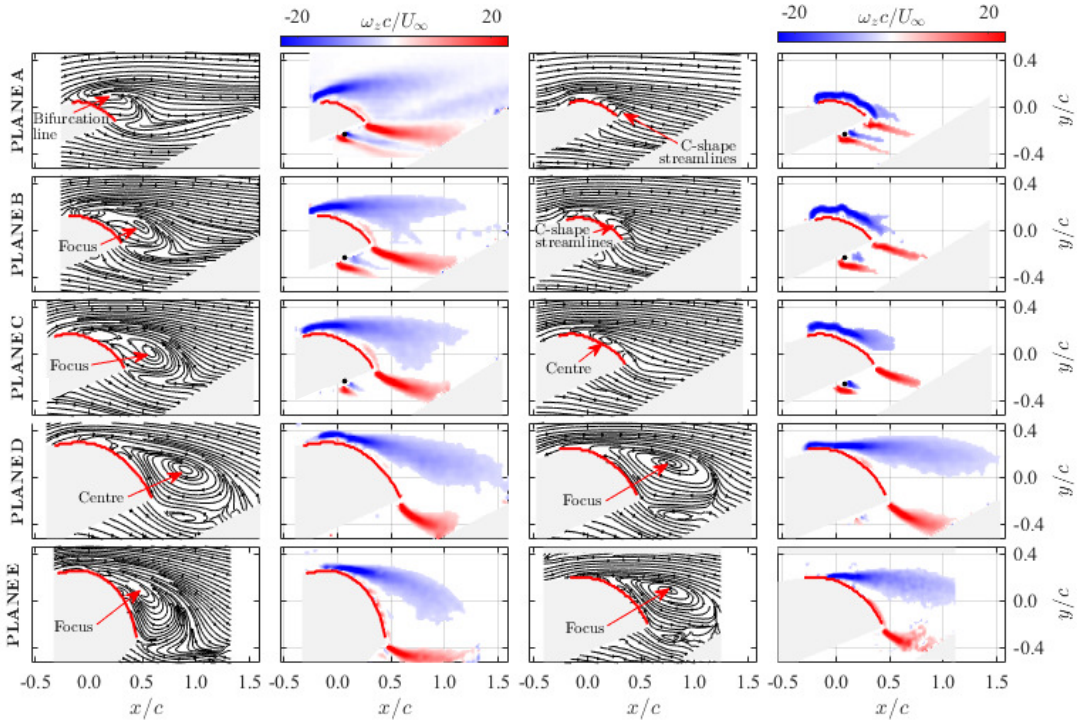 -20 ω_z c/U_∞ 20
-20 ω_z c/U_∞ 20
PLANE A
Bifurcation
line
C-shape
streamlines
0.4
0.0
-0.4
y/c
PLANE B
Focus
C-shape
streamlines
0.4
0.0
-0.4
y/c
PLANE C
Focus
Centre
0.4
0.0
-0.4
y/c
PLANE D
Centre
Focus
0.4
0.0
-0.4
y/c
PLANE E
Focus
Focus
0.4
0.0
-0.4
y/c
-0.5 0.0 0.5 1.0 1.5 -0.5 0.0 0.5 1.0 1.5 -0.5 0.0 0.5 1.0 1.5 -0.5 0.0 0.5 1.0 1.5
x/c x/c x/c x/c